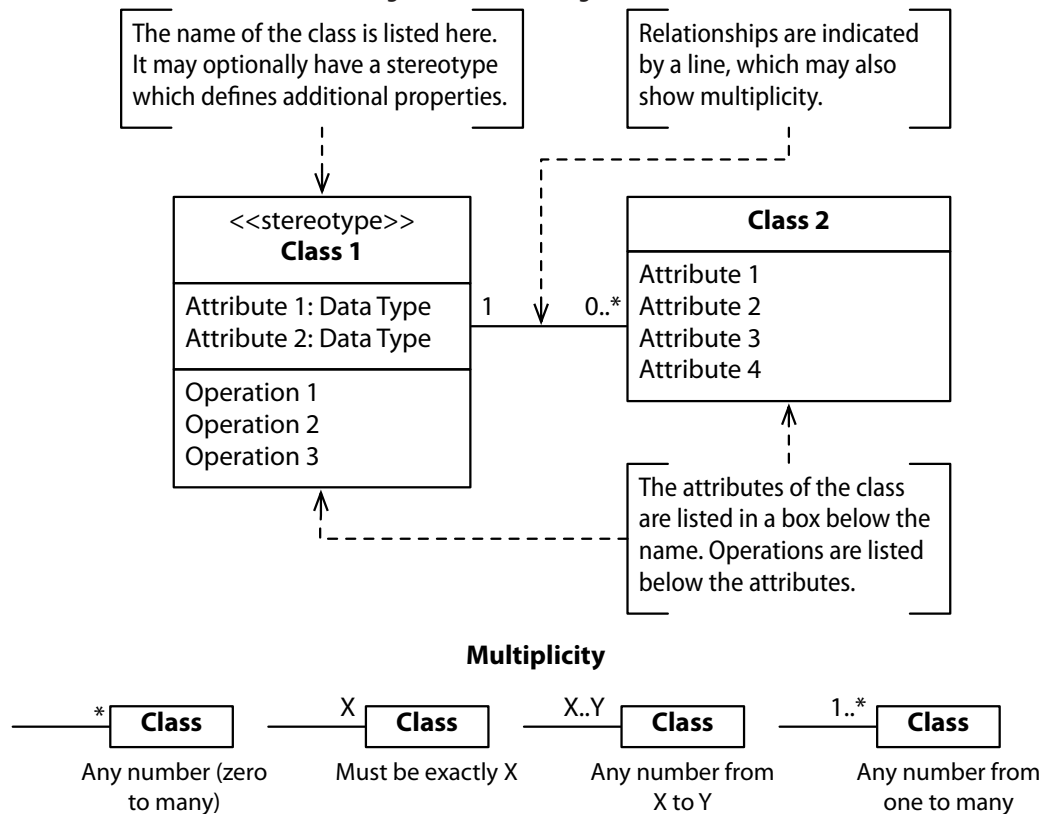 The name of the class is listed here.
It may optionally have a stereotype
which defines additional properties.
Relationships are indicated
by a line, which may also
show multiplicity.
<<stereotype>>
Class 1
Attribute 1: Data Type
Attribute 2: Data Type
Operation 1
Operation 2
Operation 3
1
0..*
Class 2
Attribute 1
Attribute 2
Attribute 3
Attribute 4
The attributes of the class
are listed in a box below the
name. Operations are listed
below the attributes.
Multiplicity
*
Class
Any number (zero
to many)
X
Class
Must be exactly X
X..Y
Class
Any number from
X to Y
1..*
Class
Any number from
one to many